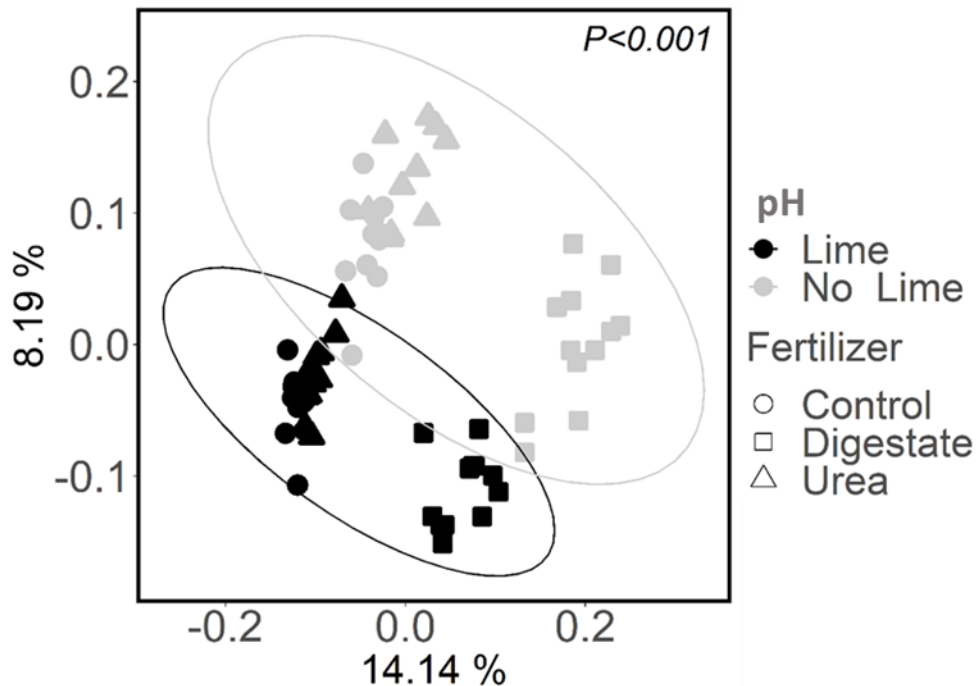 P<0.001
0.2
0.1
0.0
-0.1
8.19 %
-0.2
0.0
0.2
14.14 %
pH
Lime
No Lime
Fertilizer
Control
Digestate
Urea